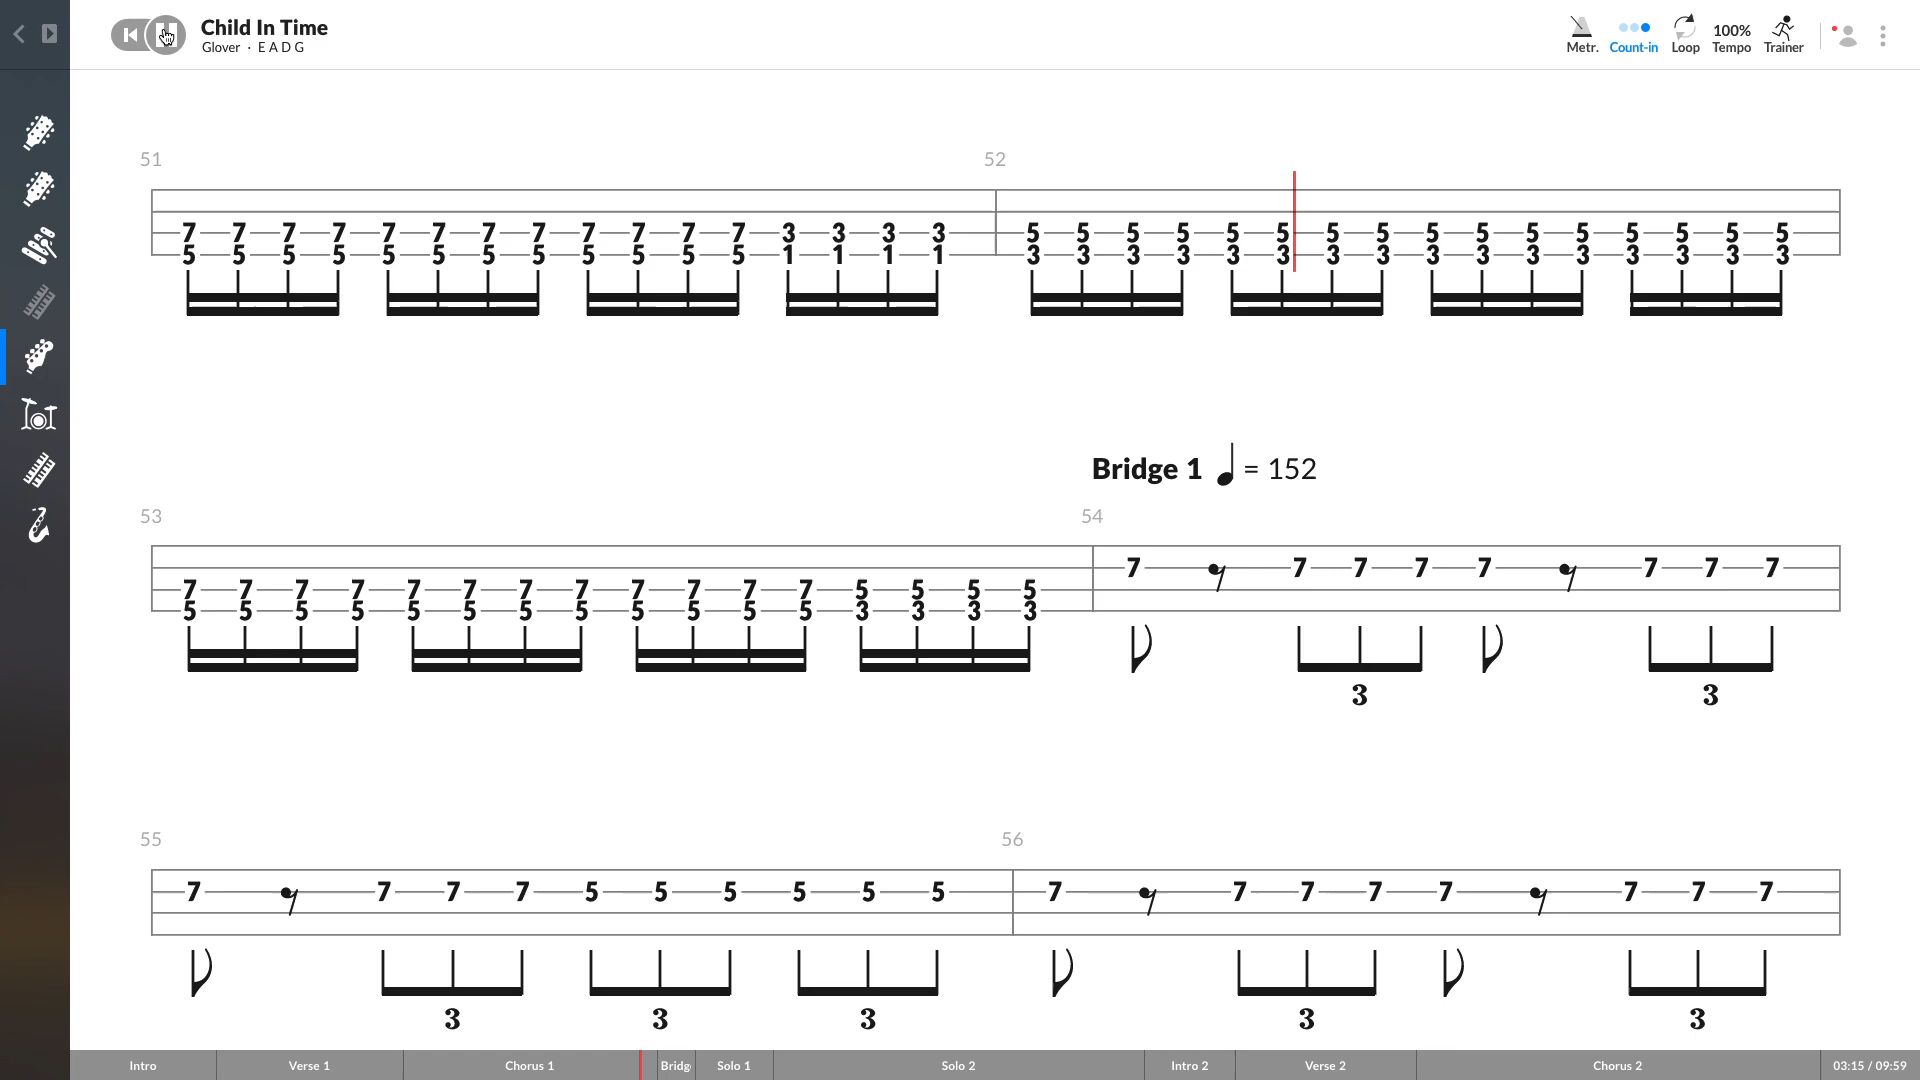 Child In Time
Glover · E A D G
Metr.
Count-in
Loop
100%
Tempo
Trainer
51
52
7 7 7 7 7 7 7 7 7 7 7 7 3 3 3 3 5 5 5 5 5 5 5 5 5 5 5 5 5 5 5 5
5 5 5 5 5 5 5 5 5 5 5 5 1 1 1 1 3 3 3 3 3 3 3 3 3 3 3 3 3 3 3 3
Bridge 1 = 152
53
54
7 7 7 7 7 7 7 7 7 7 7 7 5 5 5 5
5 5 5 5 5 5 5 5 5 5 5 5 3 3 3 3
7 7 7 7 7 7 7 7
3 3
55
56
7 7 7 7 5 5 5 5 5 5 7 7 7 7 7 7 7 7
3 3 3 3 3
Intro
Verse 1
Chorus 1
Bridg
Solo 1
Solo 2
Intro 2
Verse 2
Chorus 2
03:15 / 09:59